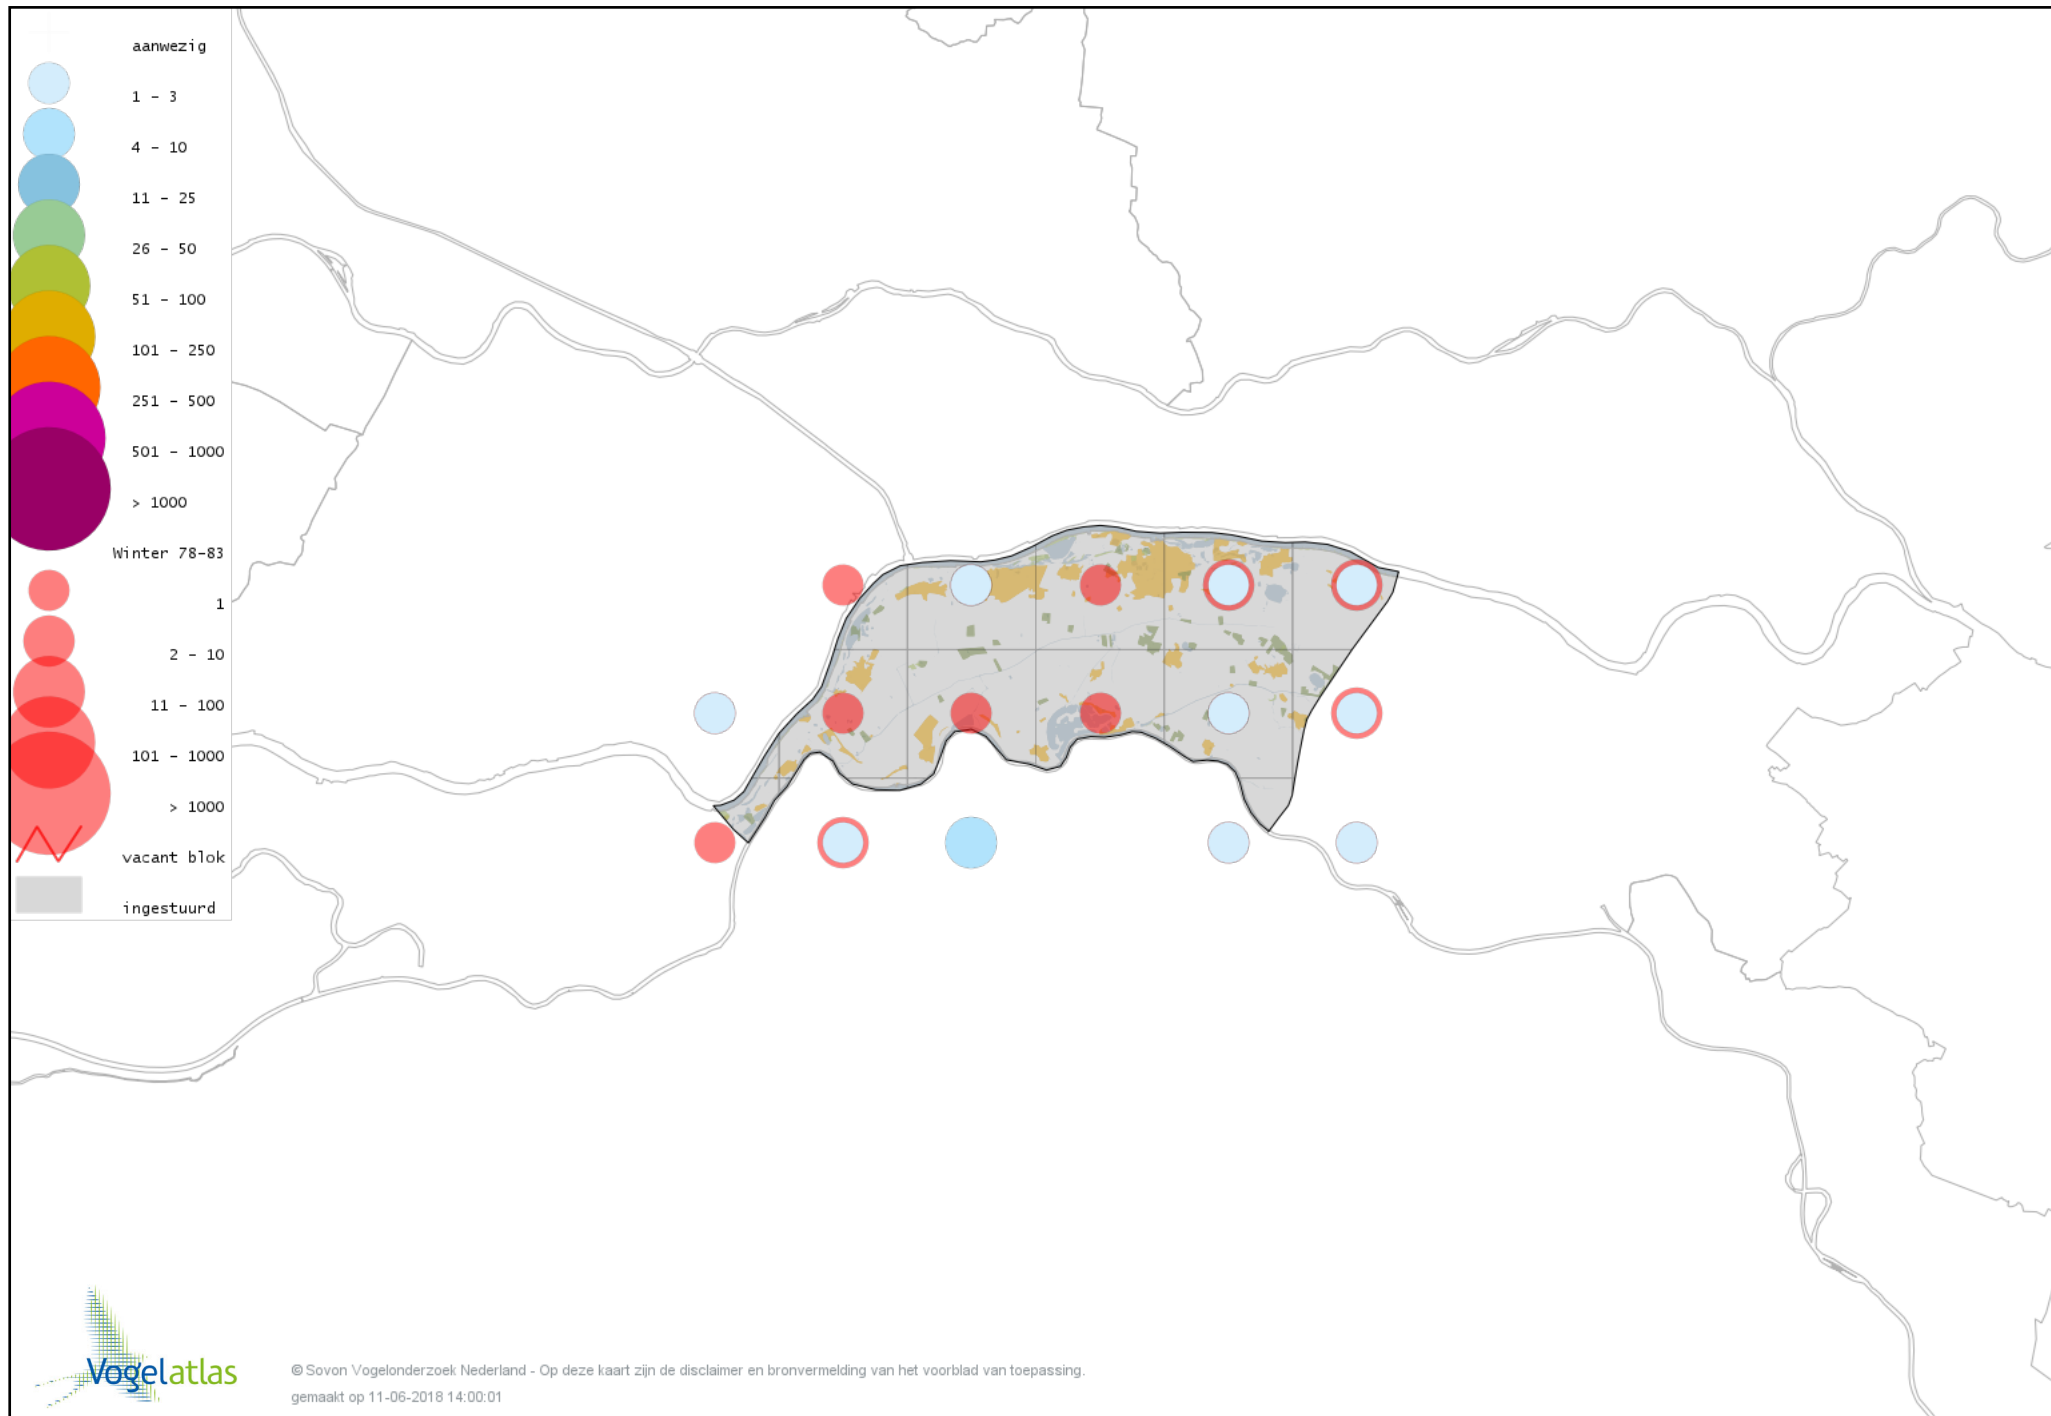 aanwezig
1 - 3
4 - 10
11 - 25
26 - 50
51 - 100
101 - 250
251 - 500
501 - 1000
> 1000
Winter 78-83
1
2 - 10
11 - 100
101 - 1000
> 1000
vacant blok
ingestuurd
Vogelatlas
© Sovon Vogelonderzoek Nederland - Op deze kaart zijn de disclaimer en bronvermelding van het voorblad van toepassing.
gemaakt op 11-06-2018 14:00:01